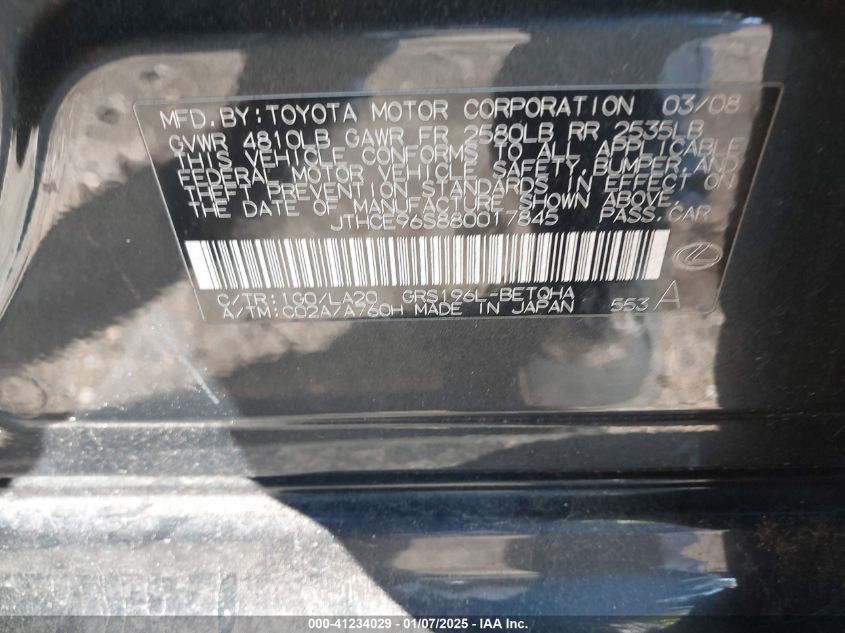 MFD. BY: TOYOTA MOTOR CORPORATION 03/08
GVWR 4810LB GAWR FR 2580LB RR 2535LB
THIS VEHICLE CONFORMS TO ALL APPLICABLE
FEDERAL MOTOR VEHICLE SAFETY, BUMPER, AND
THEFT PREVENTION STANDARDS IN EFFECT ON
THE DATE OF MANUFACTURE SHOWN ABOVE.
JTHCE96S880017845 PASS. CAR
C/TR: 1G0/LA20 GRS196L-BETQHA
A/TM: C02A/A760H MADE IN JAPAN 553 A
000-41234029 — 01/07/2025 — IAA Inc.